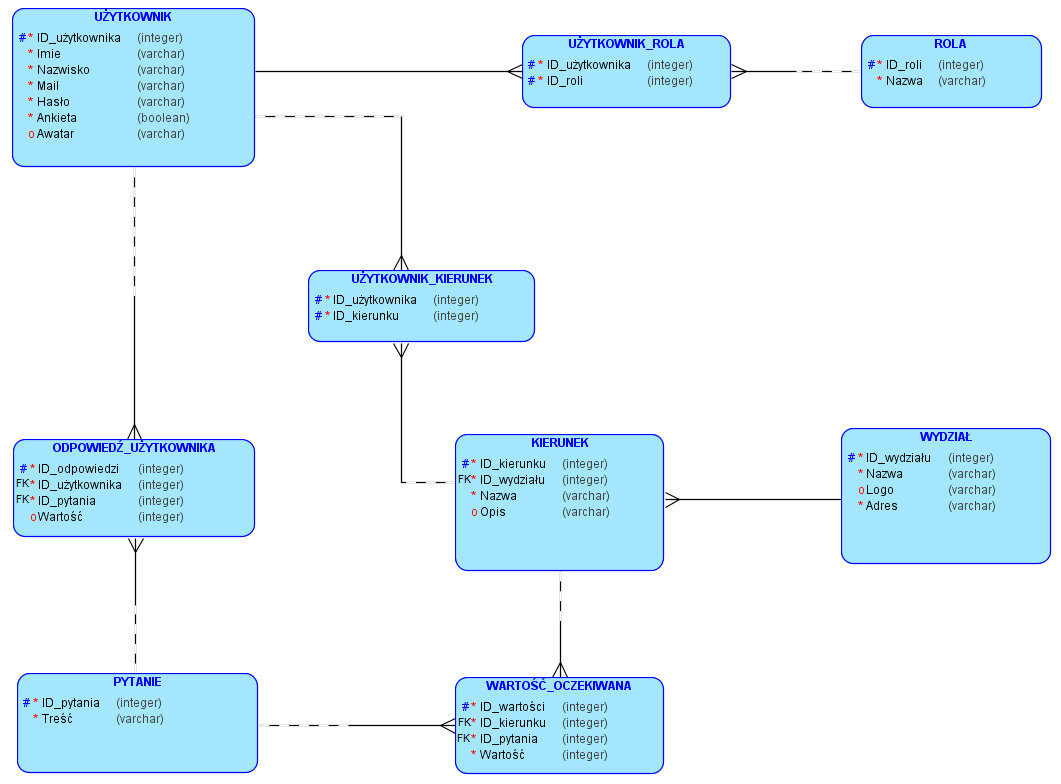 UŻYTKOWNIK
#* ID_użytkownika (integer)
* Imie (varchar)
* Nazwisko (varchar)
* Mail (varchar)
* Hasło (varchar)
* Ankieta (boolean)
o Awatar (varchar)
UŻYTKOWNIK_ROLA
#* ID_użytkownika (integer)
#* ID_roli (integer)
ROLA
#* ID_roli (integer)
* Nazwa (varchar)
UŻYTKOWNIK_KIERUNEK
#* ID_użytkownika (integer)
#* ID_kierunku (integer)
ODPOWIEDŹ_UŻYTKOWNIKA
#* ID_odpowiedzi (integer)
FK* ID_użytkownika (integer)
FK* ID_pytania (integer)
o Wartość (integer)
KIERUNEK
#* ID_kierunku (integer)
FK* ID_wydziału (integer)
* Nazwa (varchar)
o Opis (varchar)
WYDZIAŁ
#* ID_wydziału (integer)
* Nazwa (varchar)
o Logo (varchar)
* Adres (varchar)
PYTANIE
#* ID_pytania (integer)
* Treść (varchar)
WARTOŚĆ_OCZEKIWANA
#* ID_wartości (integer)
FK* ID_kierunku (integer)
FK* ID_pytania (integer)
* Wartość (integer)